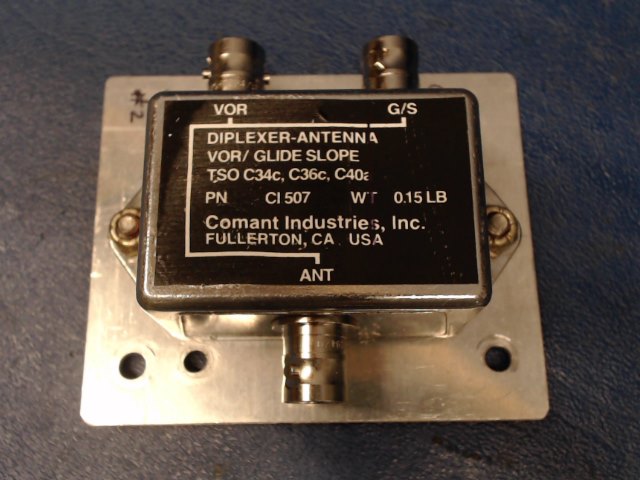 #2
VOR G/S
DIPLEXER-ANTENNA
VOR/ GLIDE SLOPE
TSO C34c, C36c, C40a
PN CI 507 WT 0.15 LB
Comant Industries, Inc.
FULLERTON, CA USA
ANT